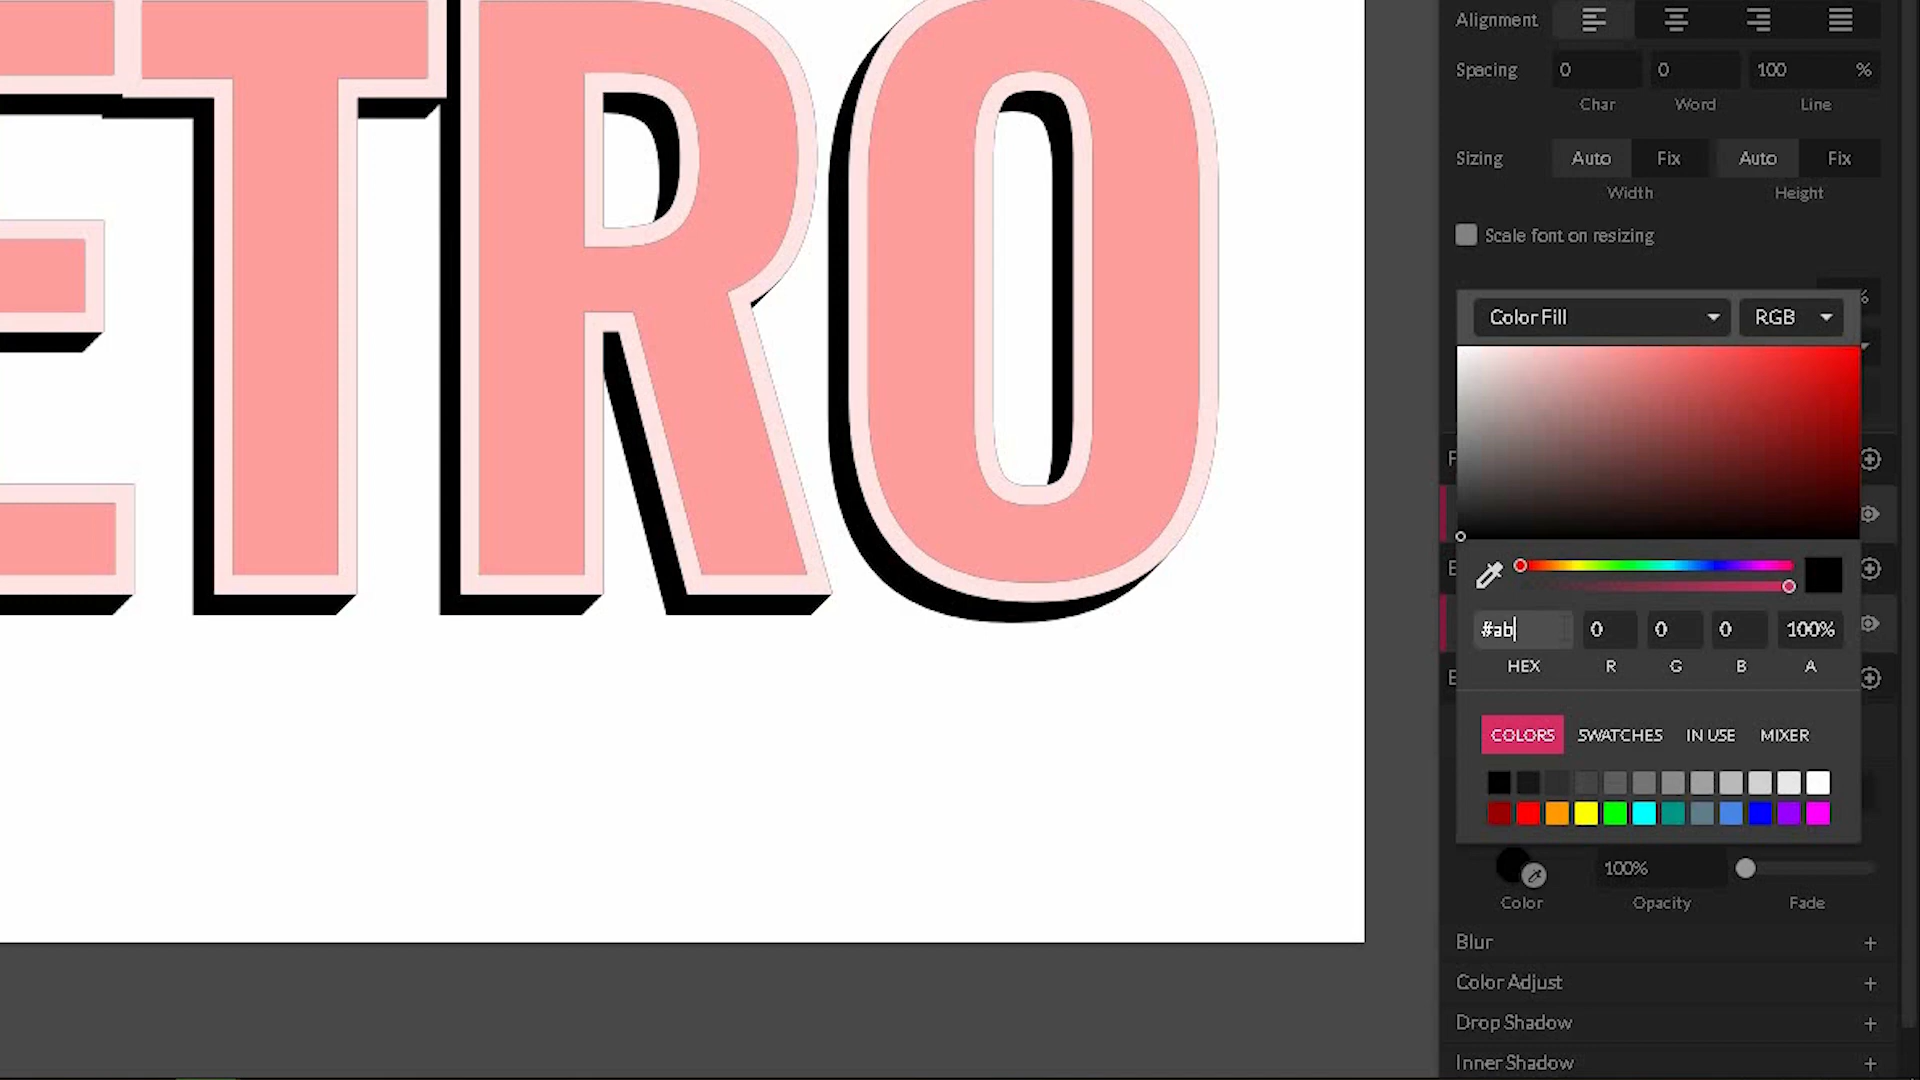 ETRO
Alignment
Spacing 0 0 100 %
Char Word Line
Sizing Auto Fix Auto Fix
Width Height
Scale font on resizing
%
Color Fill RGB
#ab 0 0 0 100%
HEX R G B A
COLORS SWATCHES IN USE MIXER
100%
Color Opacity Fade
Blur +
Color Adjust +
Drop Shadow +
Inner Shadow +